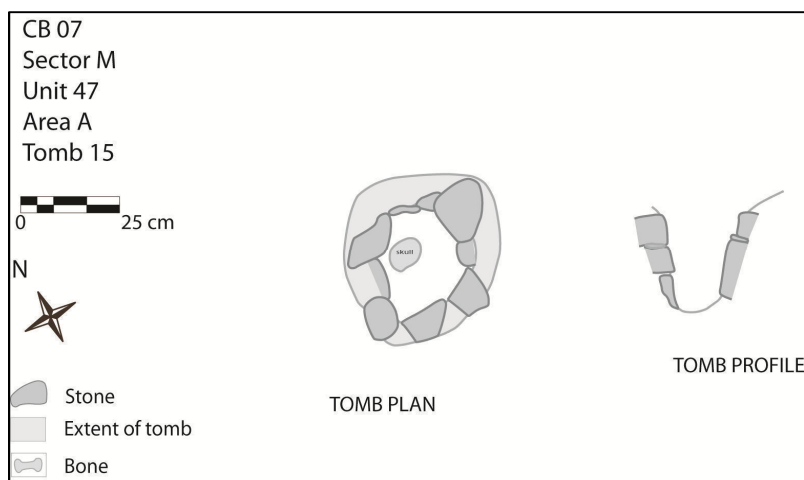 CB 07
Sector M
Unit 47
Area A
Tomb 15
0 25 cm
N
skull
TOMB PLAN
TOMB PROFILE
Stone
Extent of tomb
Bone